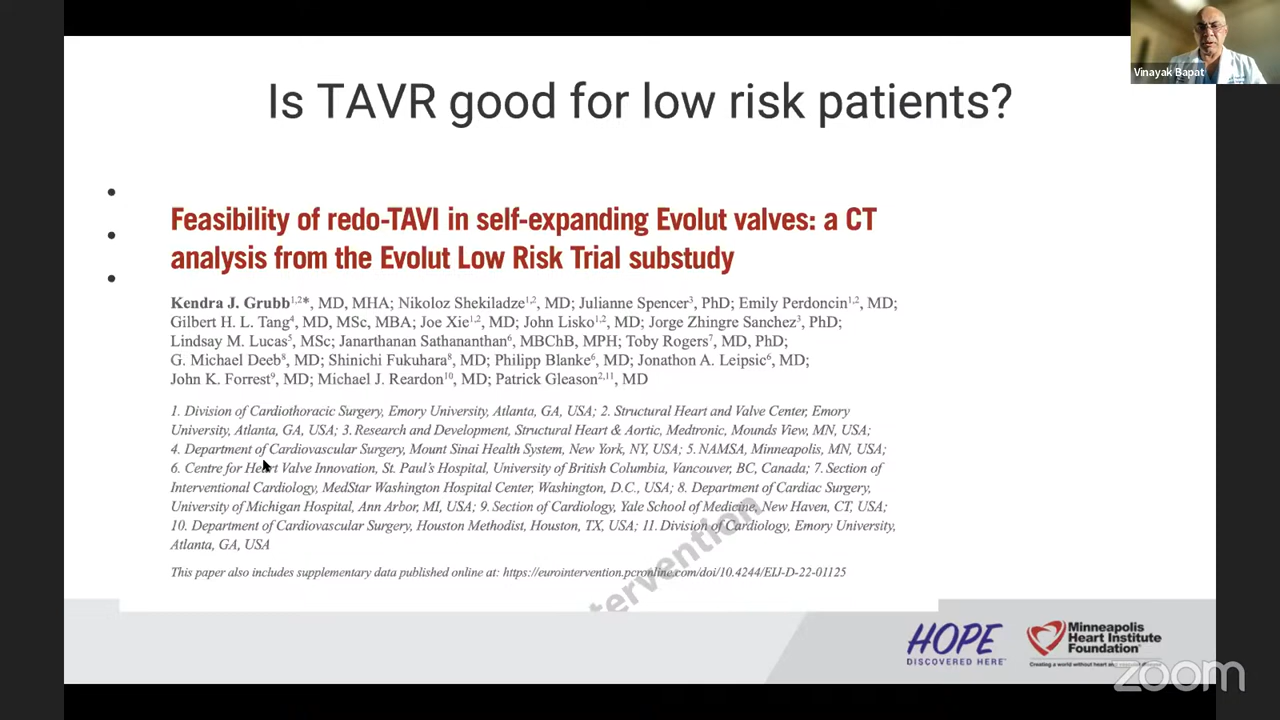 Vinayak Bapat
Is TAVR good for low risk patients?
•
•
•
Feasibility of redo-TAVI in self-expanding Evolut valves: a CT
analysis from the Evolut Low Risk Trial substudy
Kendra J. Grubb1,2*, MD, MHA; Nikoloz Shekiladze1,2, MD; Julianne Spencer3, PhD; Emily Perdoncin1,2, MD;
Gilbert H. L. Tang4, MD, MSc, MBA; Joe Xie1,2, MD; John Lisko1,2, MD; Jorge Zhingre Sanchez3, PhD;
Lindsay M. Lucas5, MSc; Janarthanan Sathananthan6, MBChB, MPH; Toby Rogers7, MD, PhD;
G. Michael Deeb8, MD; Shinichi Fukuhara8, MD; Philipp Blanke6, MD; Jonathon A. Leipsic6, MD;
John K. Forrest9, MD; Michael J. Reardon10, MD; Patrick Gleason2,11, MD
1. Division of Cardiothoracic Surgery, Emory University, Atlanta, GA, USA; 2. Structural Heart and Valve Center, Emory
University, Atlanta, GA, USA; 3. Research and Development, Structural Heart & Aortic, Medtronic, Mounds View, MN, USA;
4. Department of Cardiovascular Surgery, Mount Sinai Health System, New York, NY, USA; 5. NAMSA, Minneapolis, MN, USA;
6. Centre for Heart Valve Innovation, St. Paul's Hospital, University of British Columbia, Vancouver, BC, Canada; 7. Section of
Interventional Cardiology, MedStar Washington Hospital Center, Washington, D.C., USA; 8. Department of Cardiac Surgery,
University of Michigan Hospital, Ann Arbor, MI, USA; 9. Section of Cardiology, Yale School of Medicine, New Haven, CT, USA;
10. Department of Cardiovascular Surgery, Houston Methodist, Houston, TX, USA; 11. Division of Cardiology, Emory University,
Atlanta, GA, USA
This paper also includes supplementary data published online at: https://eurointervention.pcronline.com/doi/10.4244/EIJ-D-22-01125
tervention
HOPE
DISCOVERED HERE
Minneapolis
Heart Institute
Foundation
Creating a world without heart and vascular disease
zoom